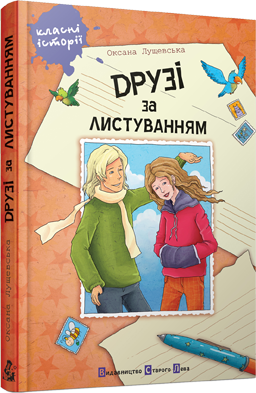 класні
історії
Оксана Лущевська
ДРУЗІ
за
ЛИСТУВАННЯМ
Видавництво Старого Лева
Оксана Лущевська
ДРУЗІ за ЛИСТУВАННЯМ